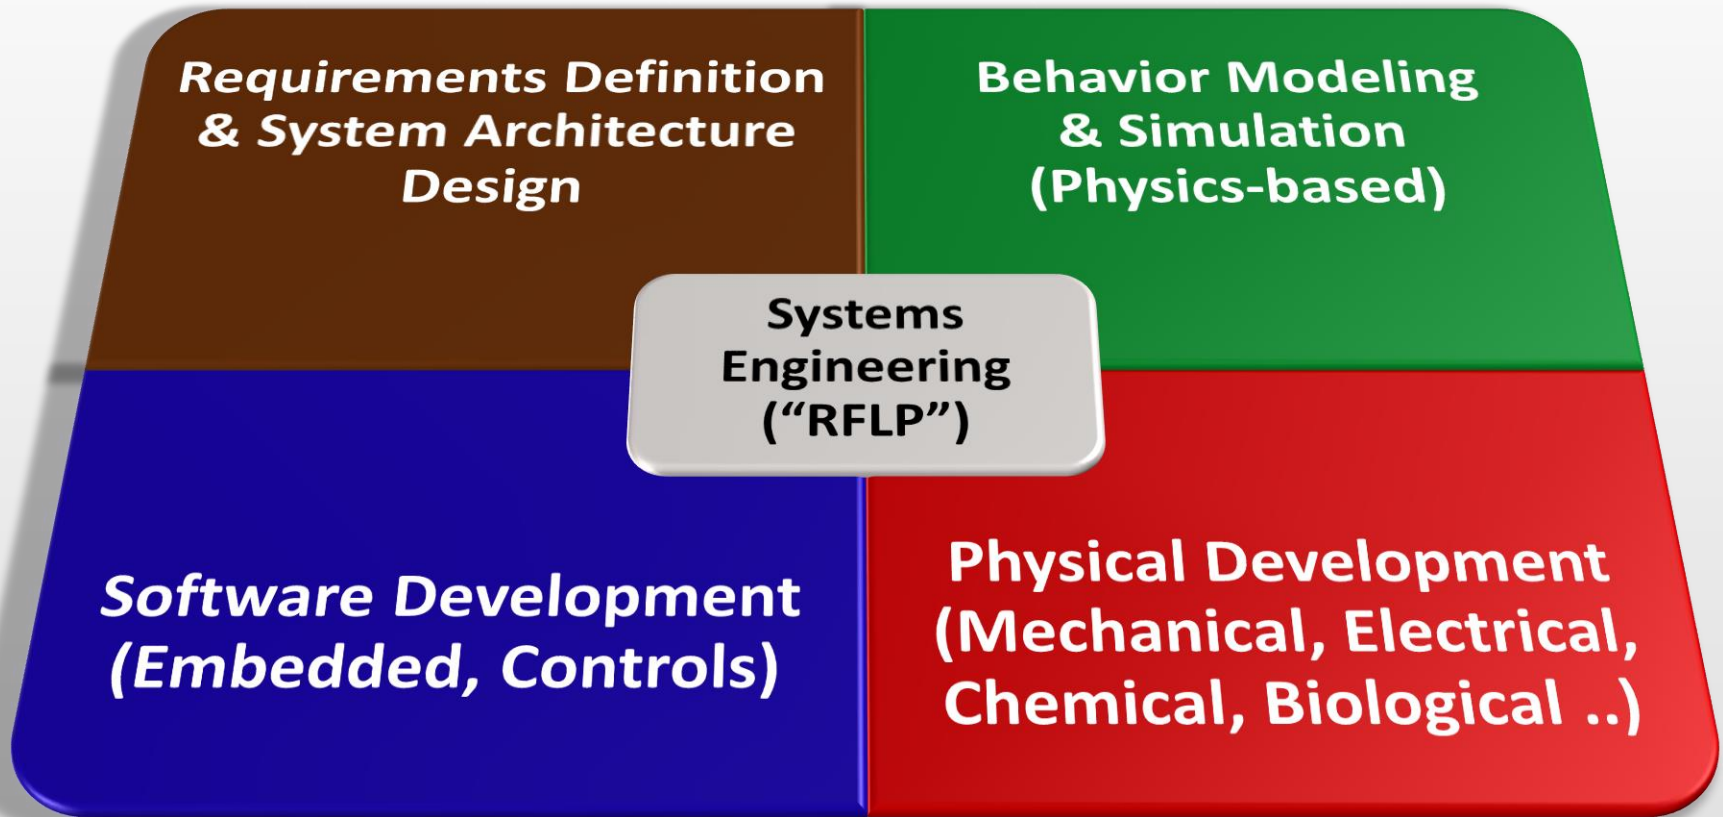 Requirements Definition
& System Architecture
Design
Behavior Modeling
& Simulation
(Physics-based)
Systems
Engineering
(“RFLP”)
Software Development
(Embedded, Controls)
Physical Development
(Mechanical, Electrical,
Chemical, Biological ..)